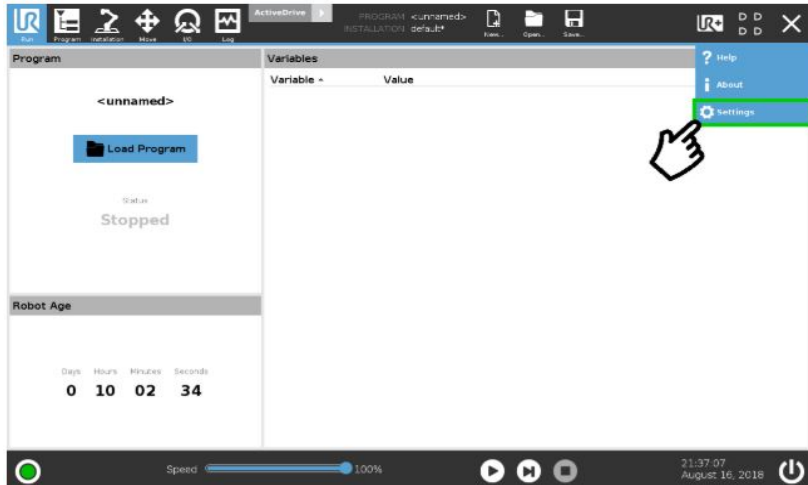 UR
Run
Program
Installation
Move
I/O
Log
ActiveDrive
PROGRAM <unnamed>
INSTALLATION default*
New...
Open...
Save...
UR+
D D
D D
Program
<unnamed>
Load Program
Status
Stopped
Variables
Variable
Value
? Help
i About
Settings
Robot Age
Days Hours Minutes Seconds
0 10 02 34
Speed
100%
21:37:07
August 16, 2018